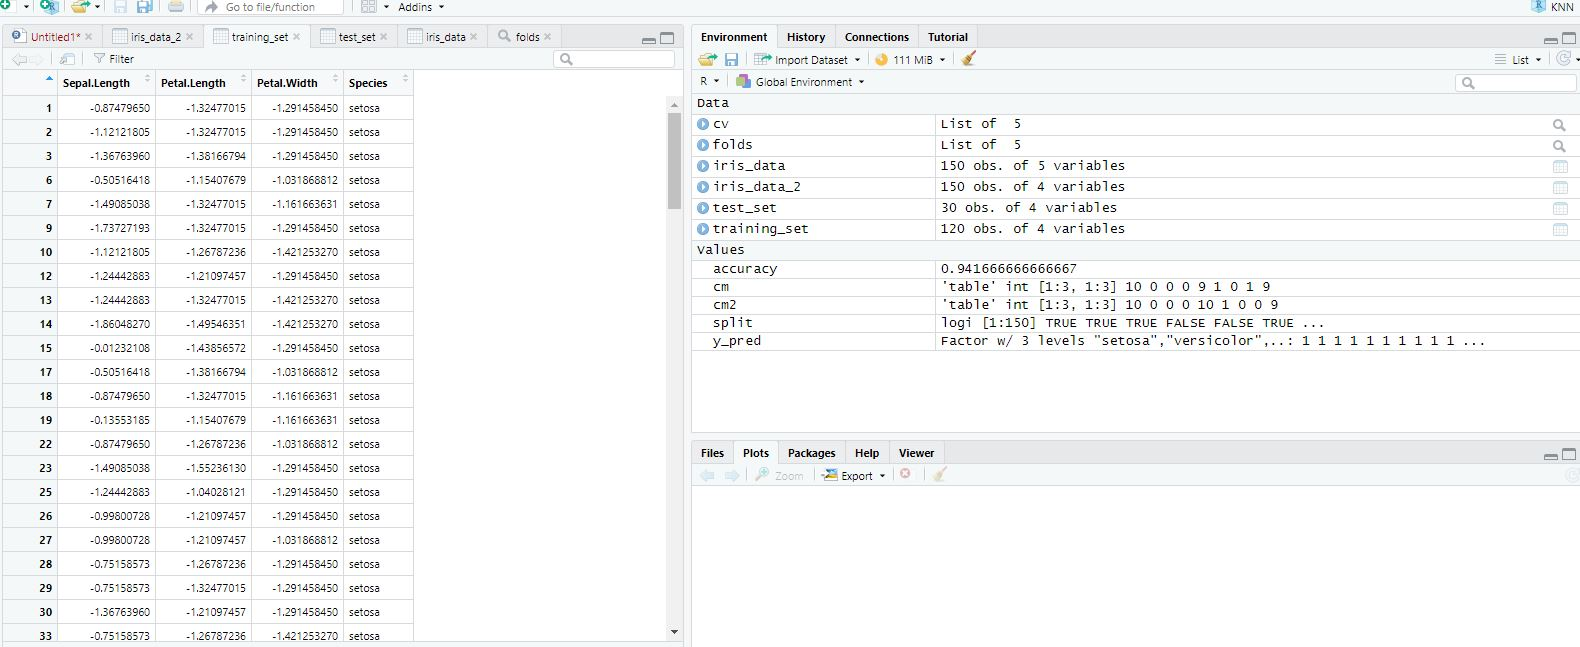 Go to file/function
Addins
KNN
Untitled1*
iris_data_2
training_set
test_set
iris_data
folds
Filter
Sepal.Length Petal.Length Petal.Width Species
1 -0.87479650 -1.32477015 -1.291458450 setosa
2 -1.12121805 -1.32477015 -1.291458450 setosa
3 -1.36763960 -1.38166794 -1.291458450 setosa
6 -0.50516418 -1.15407679 -1.031868812 setosa
7 -1.49085038 -1.32477015 -1.161663631 setosa
9 -1.73727193 -1.32477015 -1.291458450 setosa
10 -1.12121805 -1.26787236 -1.421253270 setosa
12 -1.24442883 -1.21097457 -1.291458450 setosa
13 -1.24442883 -1.32477015 -1.421253270 setosa
14 -1.86048270 -1.49546351 -1.421253270 setosa
15 -0.01232108 -1.43856572 -1.291458450 setosa
17 -0.50516418 -1.38166794 -1.031868812 setosa
18 -0.87479650 -1.32477015 -1.161663631 setosa
19 -0.13553185 -1.15407679 -1.161663631 setosa
22 -0.87479650 -1.26787236 -1.031868812 setosa
23 -1.49085038 -1.55236130 -1.291458450 setosa
25 -1.24442883 -1.04028121 -1.291458450 setosa
26 -0.99800728 -1.21097457 -1.291458450 setosa
27 -0.99800728 -1.21097457 -1.031868812 setosa
28 -0.75158573 -1.26787236 -1.291458450 setosa
29 -0.75158573 -1.32477015 -1.291458450 setosa
30 -1.36763960 -1.21097457 -1.291458450 setosa
33 -0.75158573 -1.26787236 -1.421253270 setosa
Environment History Connections Tutorial
Import Dataset 111 MiB List
R Global Environment
Data
cv List of 5
folds List of 5
iris_data 150 obs. of 5 variables
iris_data_2 150 obs. of 4 variables
test_set 30 obs. of 4 variables
training_set 120 obs. of 4 variables
Values
accuracy 0.941666666666667
cm 'table' int [1:3, 1:3] 10 0 0 0 9 1 0 1 9
cm2 'table' int [1:3, 1:3] 10 0 0 0 10 1 0 0 9
split logi [1:150] TRUE TRUE TRUE FALSE FALSE TRUE ...
y_pred Factor w/ 3 levels "setosa","versicolor",..: 1 1 1 1 1 1 1 1 1 1 ...
Files Plots Packages Help Viewer
Zoom Export